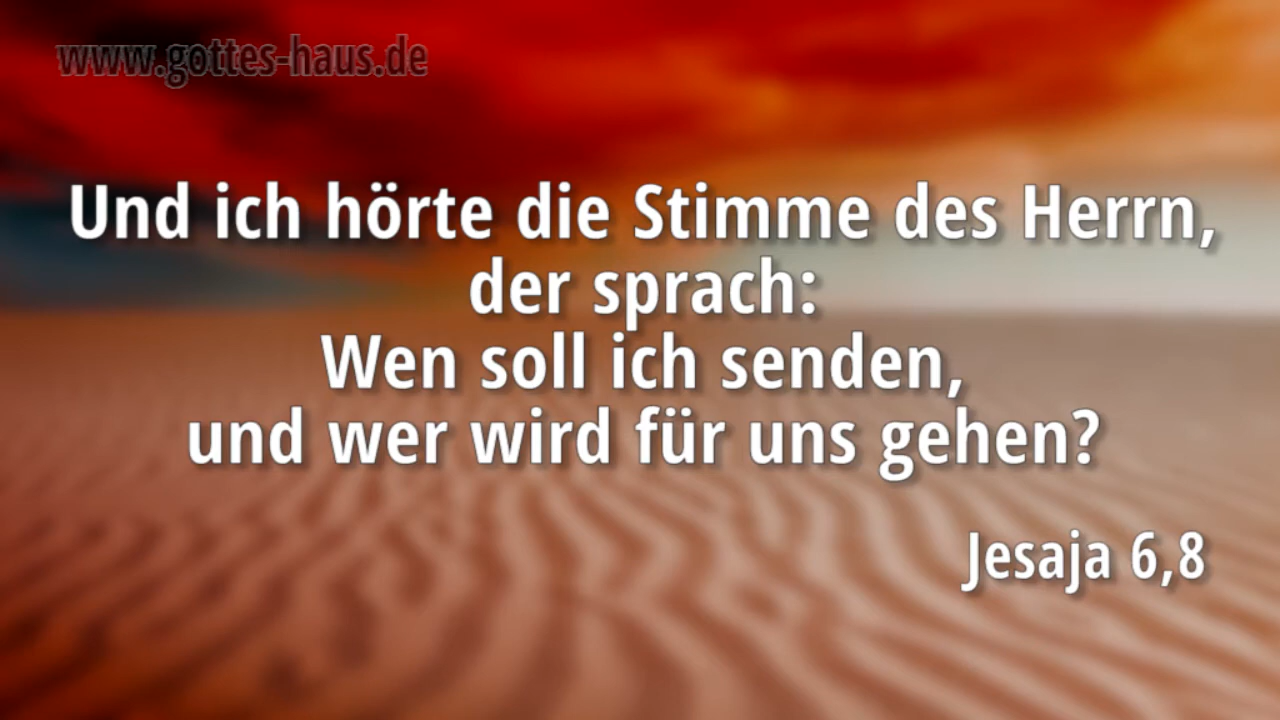 www.gottes-haus.de
Und ich hörte die Stimme des Herrn,
der sprach:
Wen soll ich senden,
und wer wird für uns gehen?
Jesaja 6,8